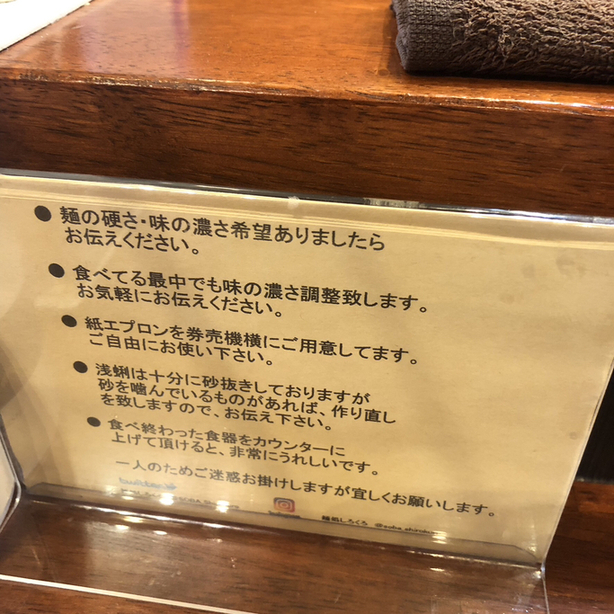 ●麺の硬さ・味の濃さ希望ありましたら
お伝えください。
●食べてる最中でも味の濃さ調整致します。
お気軽にお伝えください。
●紙エプロンを券売機横にご用意してます。
ご自由にお使い下さい。
●浅蜊は十分に砂抜きしておりますが
砂を噛んでいるものがあれば、作り直し
を致しますので、お伝え下さい。
●食べ終わった食器をカウンターに
上げて頂けると、非常にうれしいです。
一人のためご迷惑お掛けしますが宜しくお願いします。
twitter
麺処しろくろ